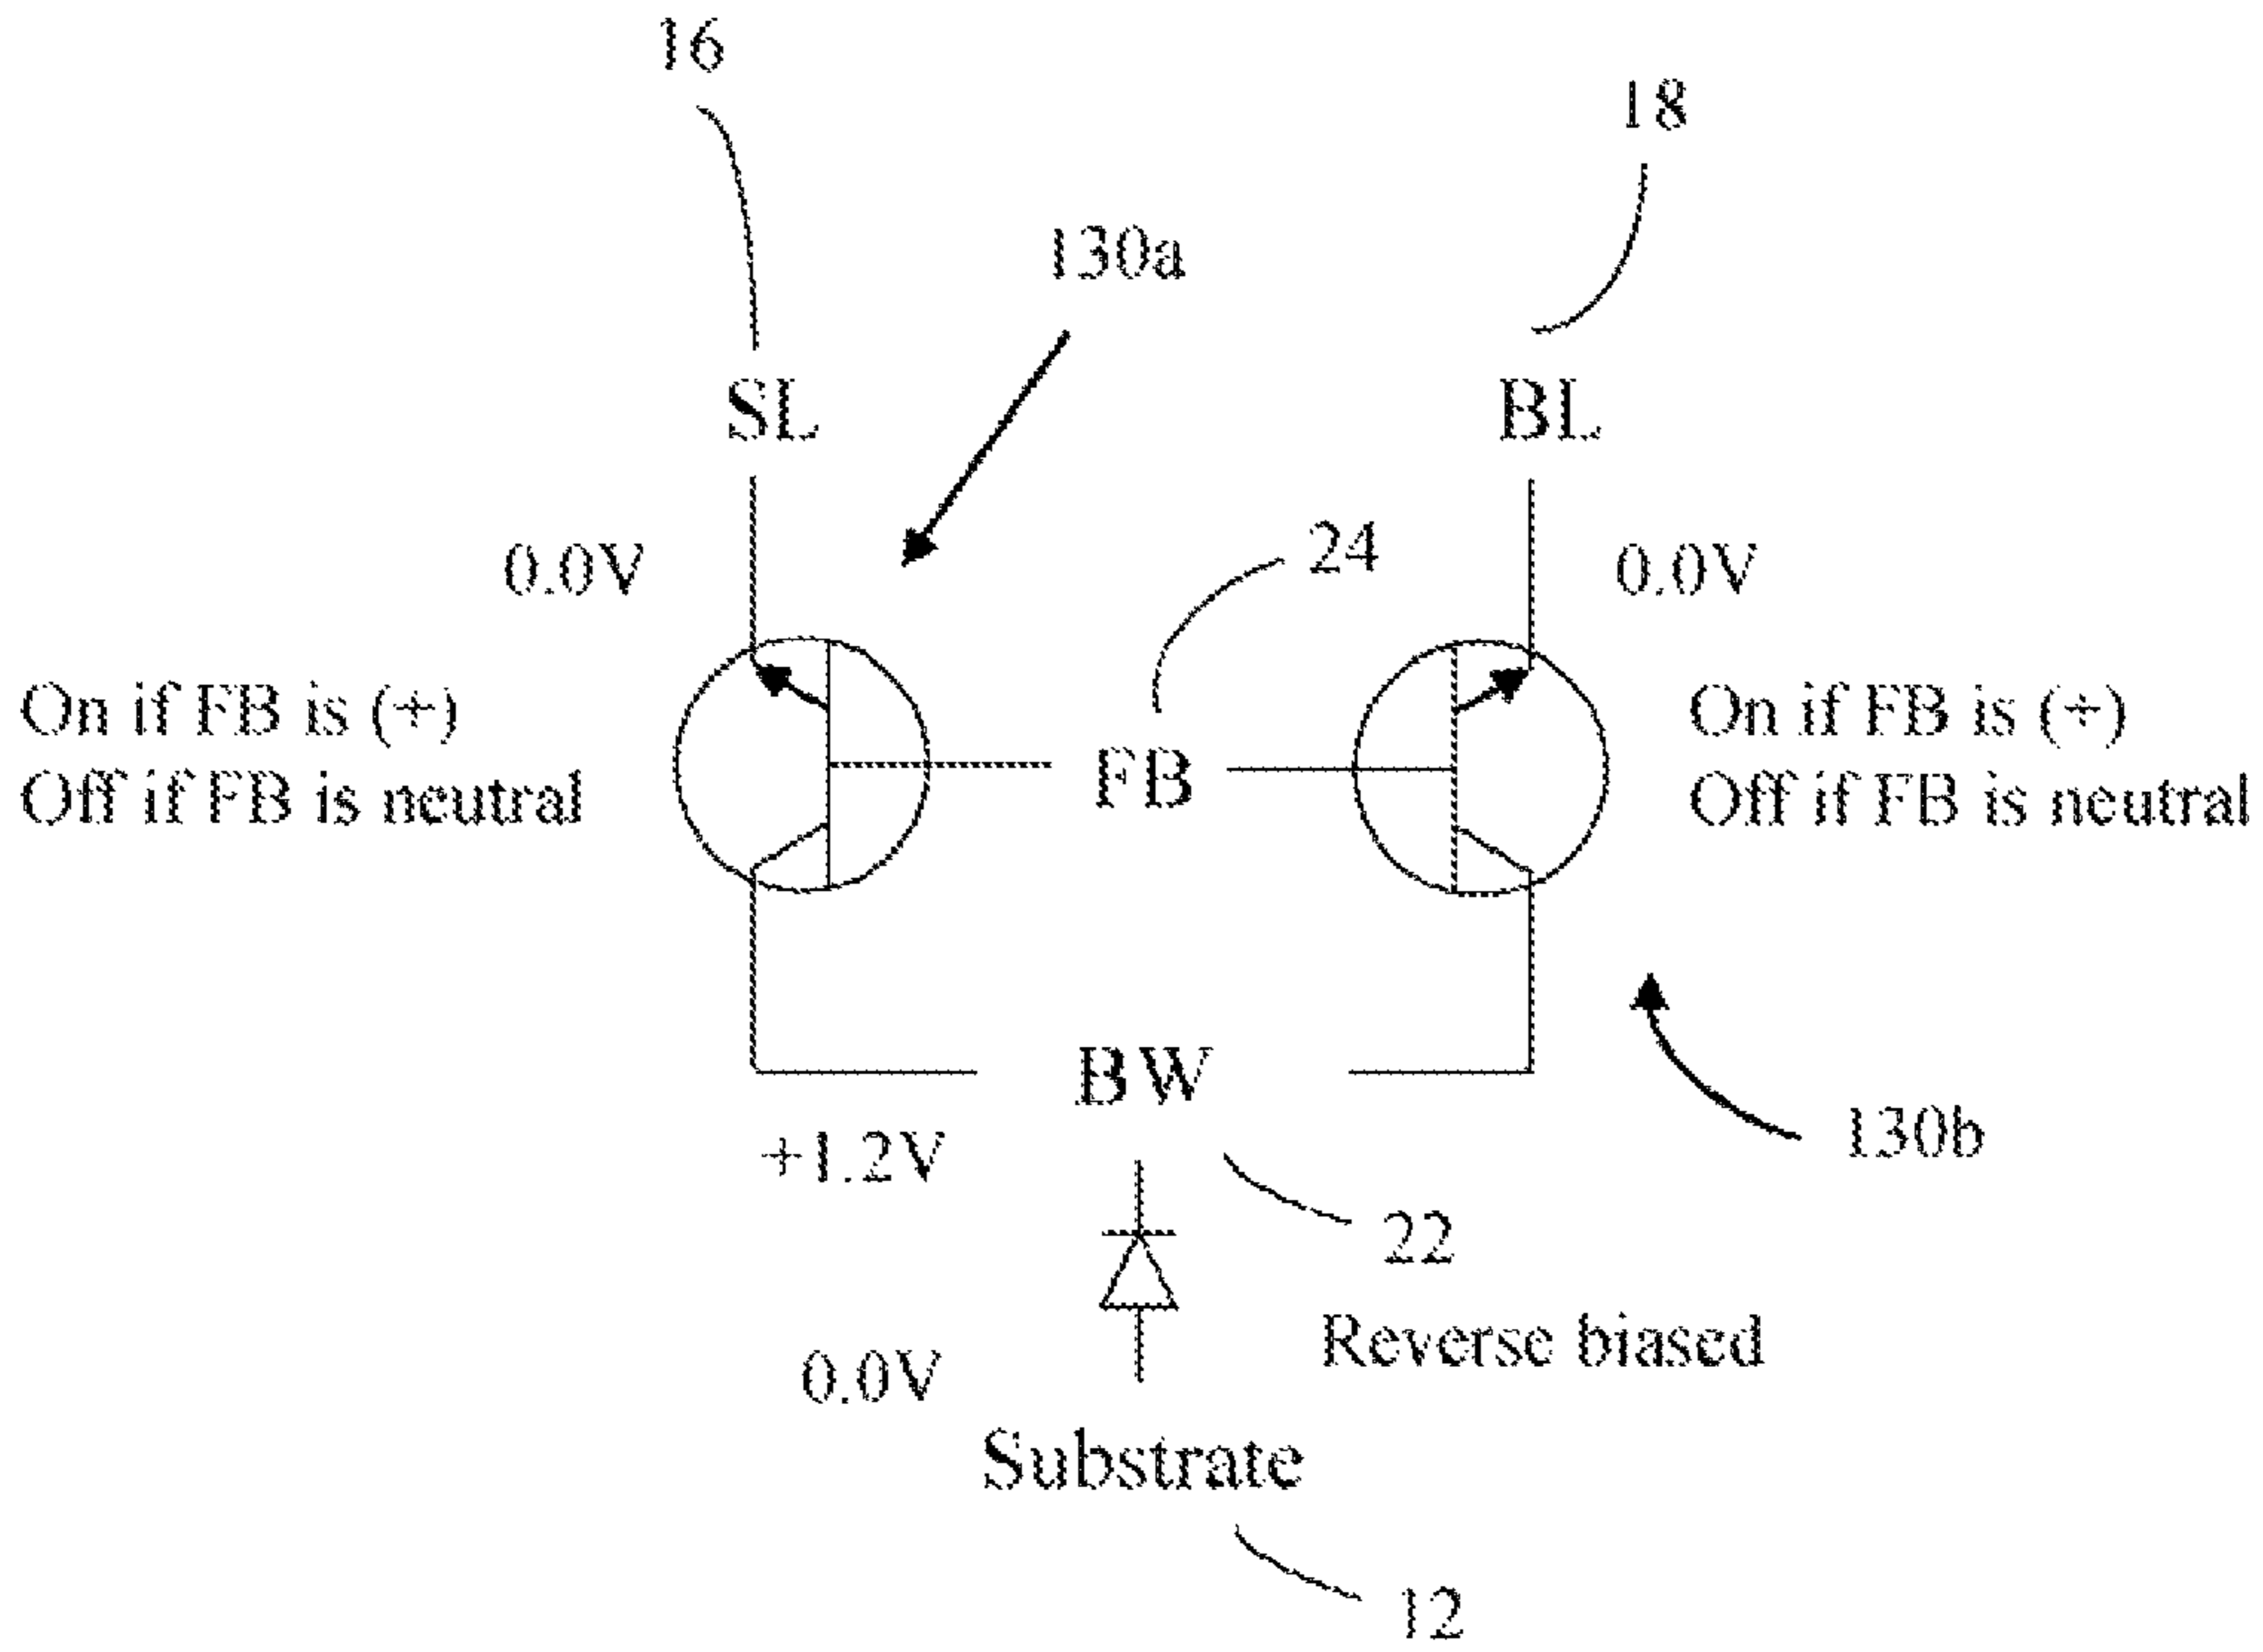 16
18
130a
SL
BL
0.0V
24
0.0V
On if FB is (+)
Off if FB is neutral
FB
On if FB is (+)
Off if FB is neutral
BW
+1.2V
130b
22
Reverse biased
0.0V
Substrate
12